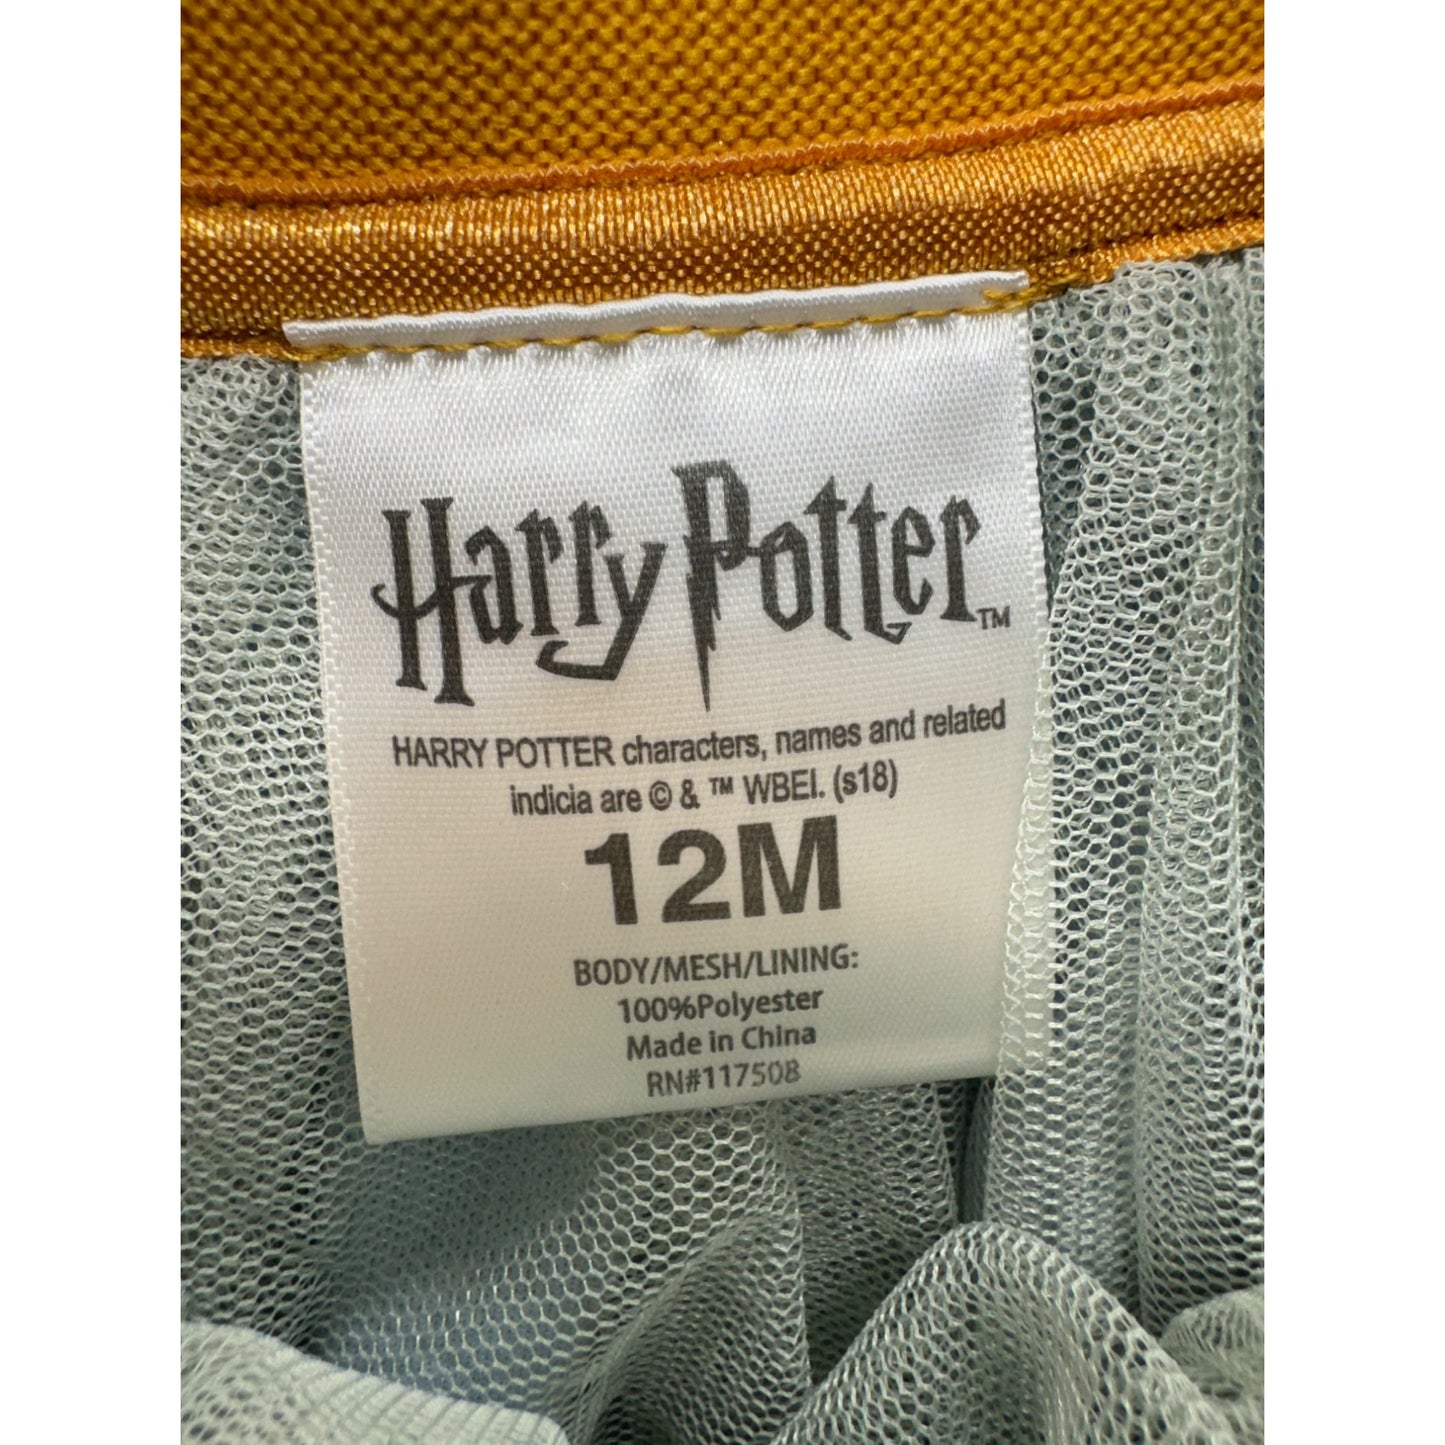 Harry Potter™
HARRY POTTER characters, names and related
indicia are © & ™ WBEI. (s18)
12M
BODY/MESH/LINING:
100%Polyester
Made in China
RN#117508